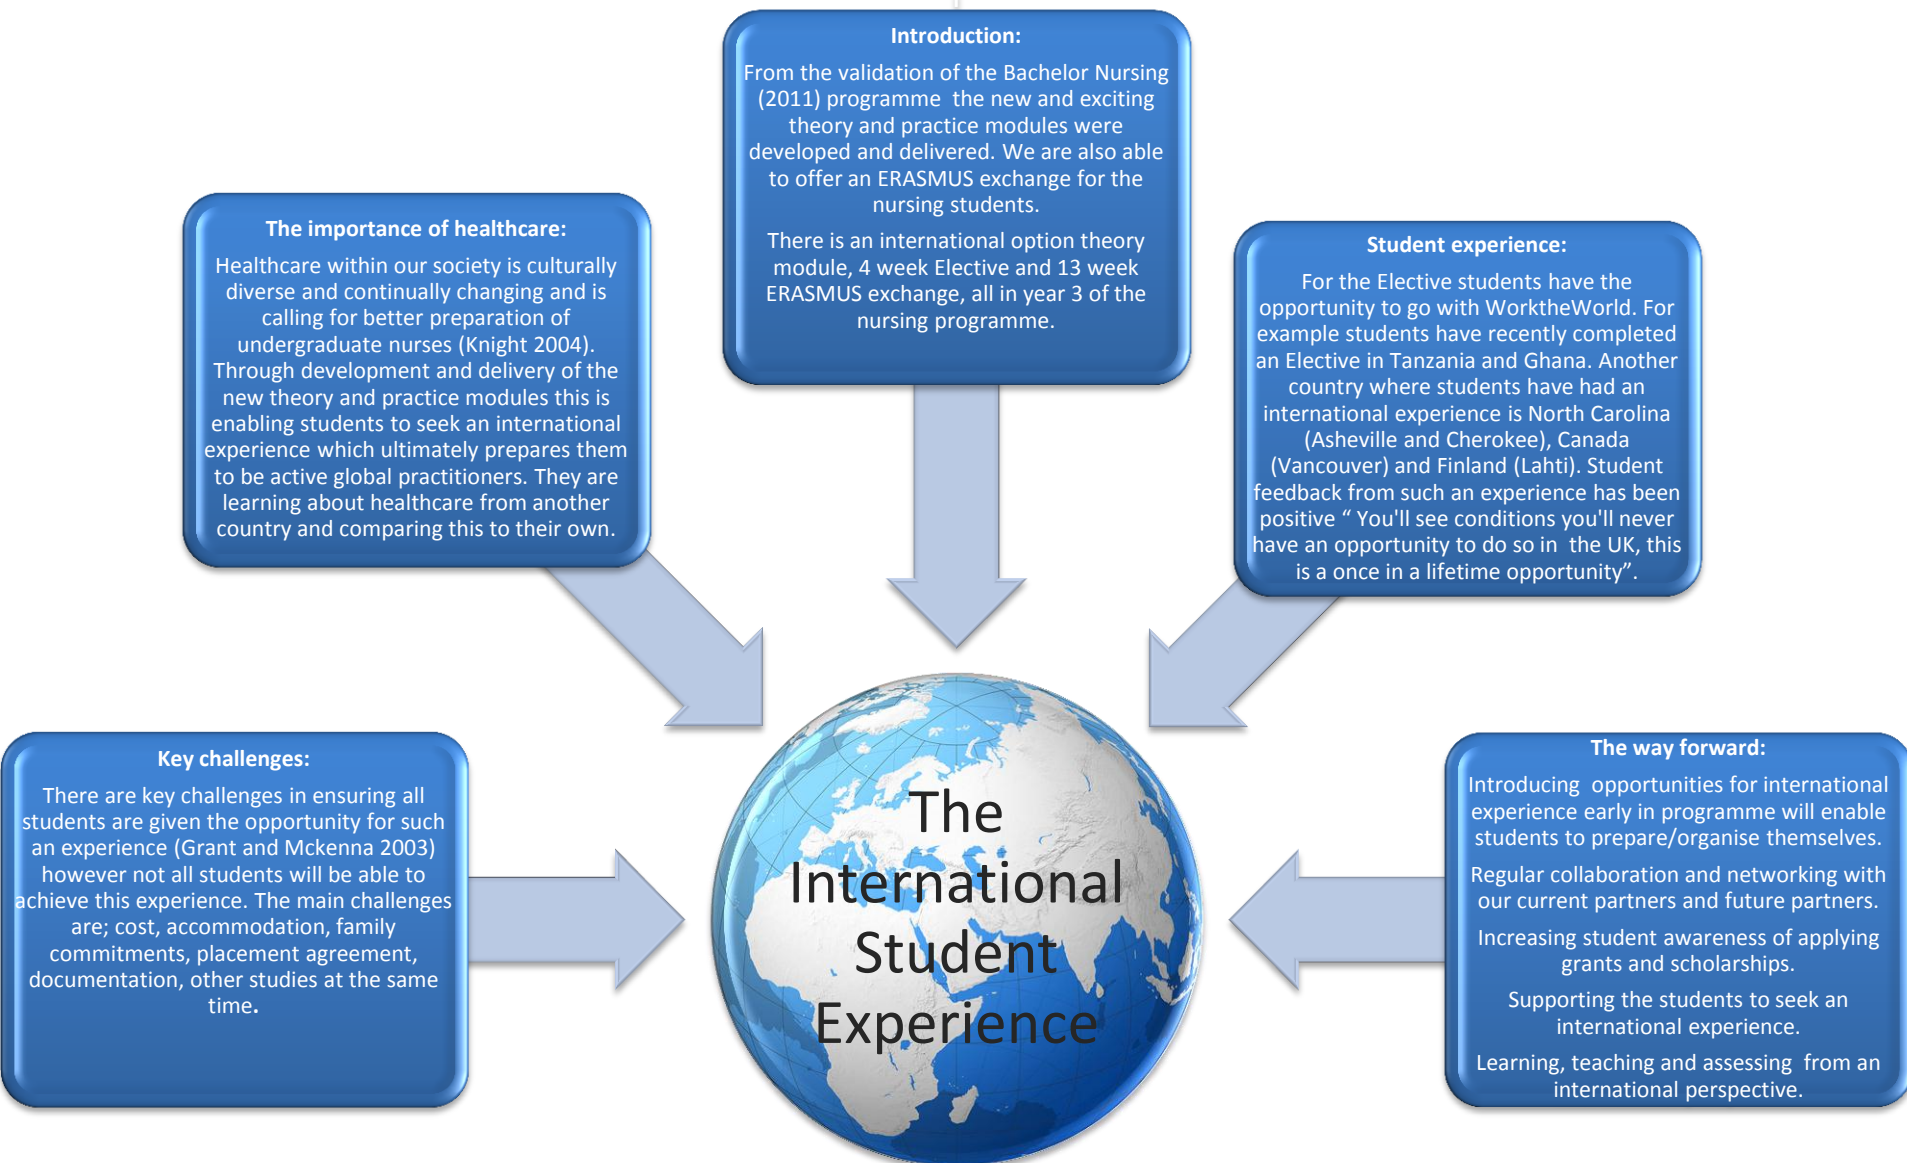 Introduction:
From the validation of the Bachelor Nursing
(2011) programme the new and exciting
theory and practice modules were
developed and delivered. We are also able
to offer an ERASMUS exchange for the
nursing students.
There is an international option theory
module, 4 week Elective and 13 week
ERASMUS exchange, all in year 3 of the
nursing programme.
The importance of healthcare:
Healthcare within our society is culturally
diverse and continually changing and is
calling for better preparation of
undergraduate nurses (Knight 2004).
Through development and delivery of the
new theory and practice modules this is
enabling students to seek an international
experience which ultimately prepares them
to be active global practitioners. They are
learning about healthcare from another
country and comparing this to their own.
Student experience:
For the Elective students have the
opportunity to go with WorktheWorld. For
example students have recently completed
an Elective in Tanzania and Ghana. Another
country where students have had an
international experience is North Carolina
(Asheville and Cherokee), Canada
(Vancouver) and Finland (Lahti). Student
feedback from such an experience has been
positive “ You'll see conditions you'll never
have an opportunity to do so in the UK, this
is a once in a lifetime opportunity”.
Key challenges:
There are key challenges in ensuring all
students are given the opportunity for such
an experience (Grant and Mckenna 2003)
however not all students will be able to
achieve this experience. The main challenges
are; cost, accommodation, family
commitments, placement agreement,
documentation, other studies at the same
time.
The
International
Student
Experience
The way forward:
Introducing opportunities for international
experience early in programme will enable
students to prepare/organise themselves.
Regular collaboration and networking with
our current partners and future partners.
Increasing student awareness of applying
grants and scholarships.
Supporting the students to seek an
international experience.
Learning, teaching and assessing from an
international perspective.